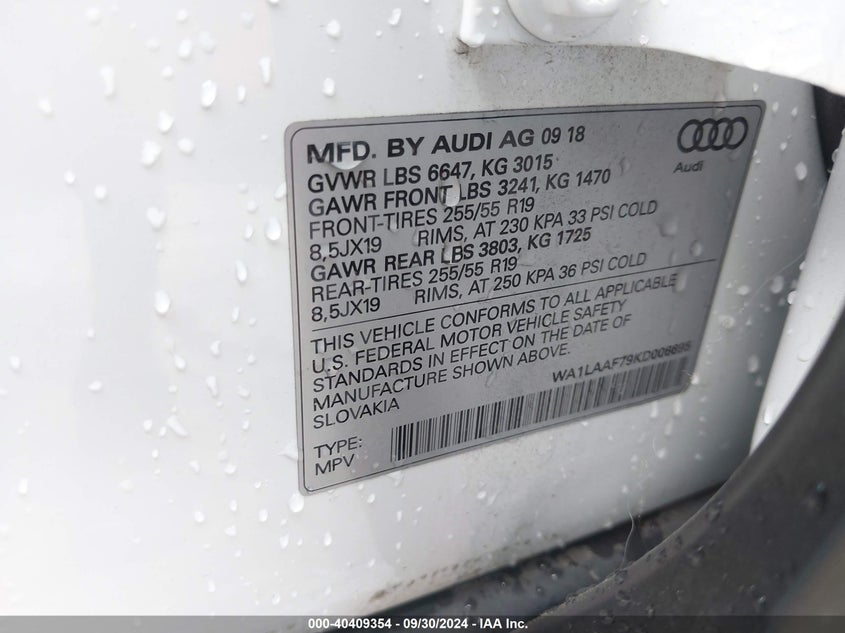 MFD. BY AUDI AG 09 18
Audi
GVWR LBS 6647, KG 3015
GAWR FRONT LBS 3241, KG 1470
FRONT-TIRES 255/55 R19
8,5JX19 RIMS, AT 230 KPA 33 PSI COLD
GAWR REAR LBS 3803, KG 1725
REAR-TIRES 255/55 R19
8,5JX19 RIMS, AT 250 KPA 36 PSI COLD
THIS VEHICLE CONFORMS TO ALL APPLICABLE
U.S. FEDERAL MOTOR VEHICLE SAFETY
STANDARDS IN EFFECT ON THE DATE OF
MANUFACTURE SHOWN ABOVE.
SLOVAKIA
WA1LAAF79KD006695
TYPE:
MPV
000-40409354 - 09/30/2024 - IAA Inc.